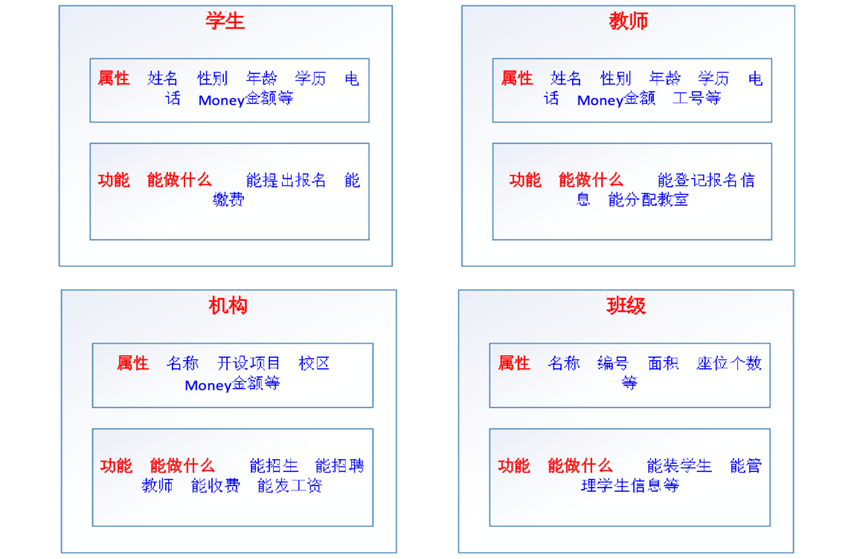 学生
属性 姓名 性别 年龄 学历 电
话 Money金额等
功能 能做什么 能提出报名 能
缴费
教师
属性 姓名 性别 年龄 学历 电
话 Money金额 工号等
功能 能做什么 能登记报名信
息 能分配教室
机构
属性 名称 开设项目 校区
Money金额等
功能 能做什么 能招生 能招聘
教师 能收费 能发工资
班级
属性 名称 编号 面积 座位个数
等
功能 能做什么 能装学生 能管
理学生信息等